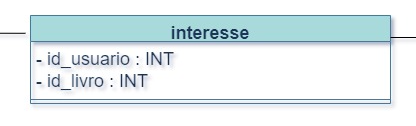 interesse
- id_usuario : INT
- id_livro : INT